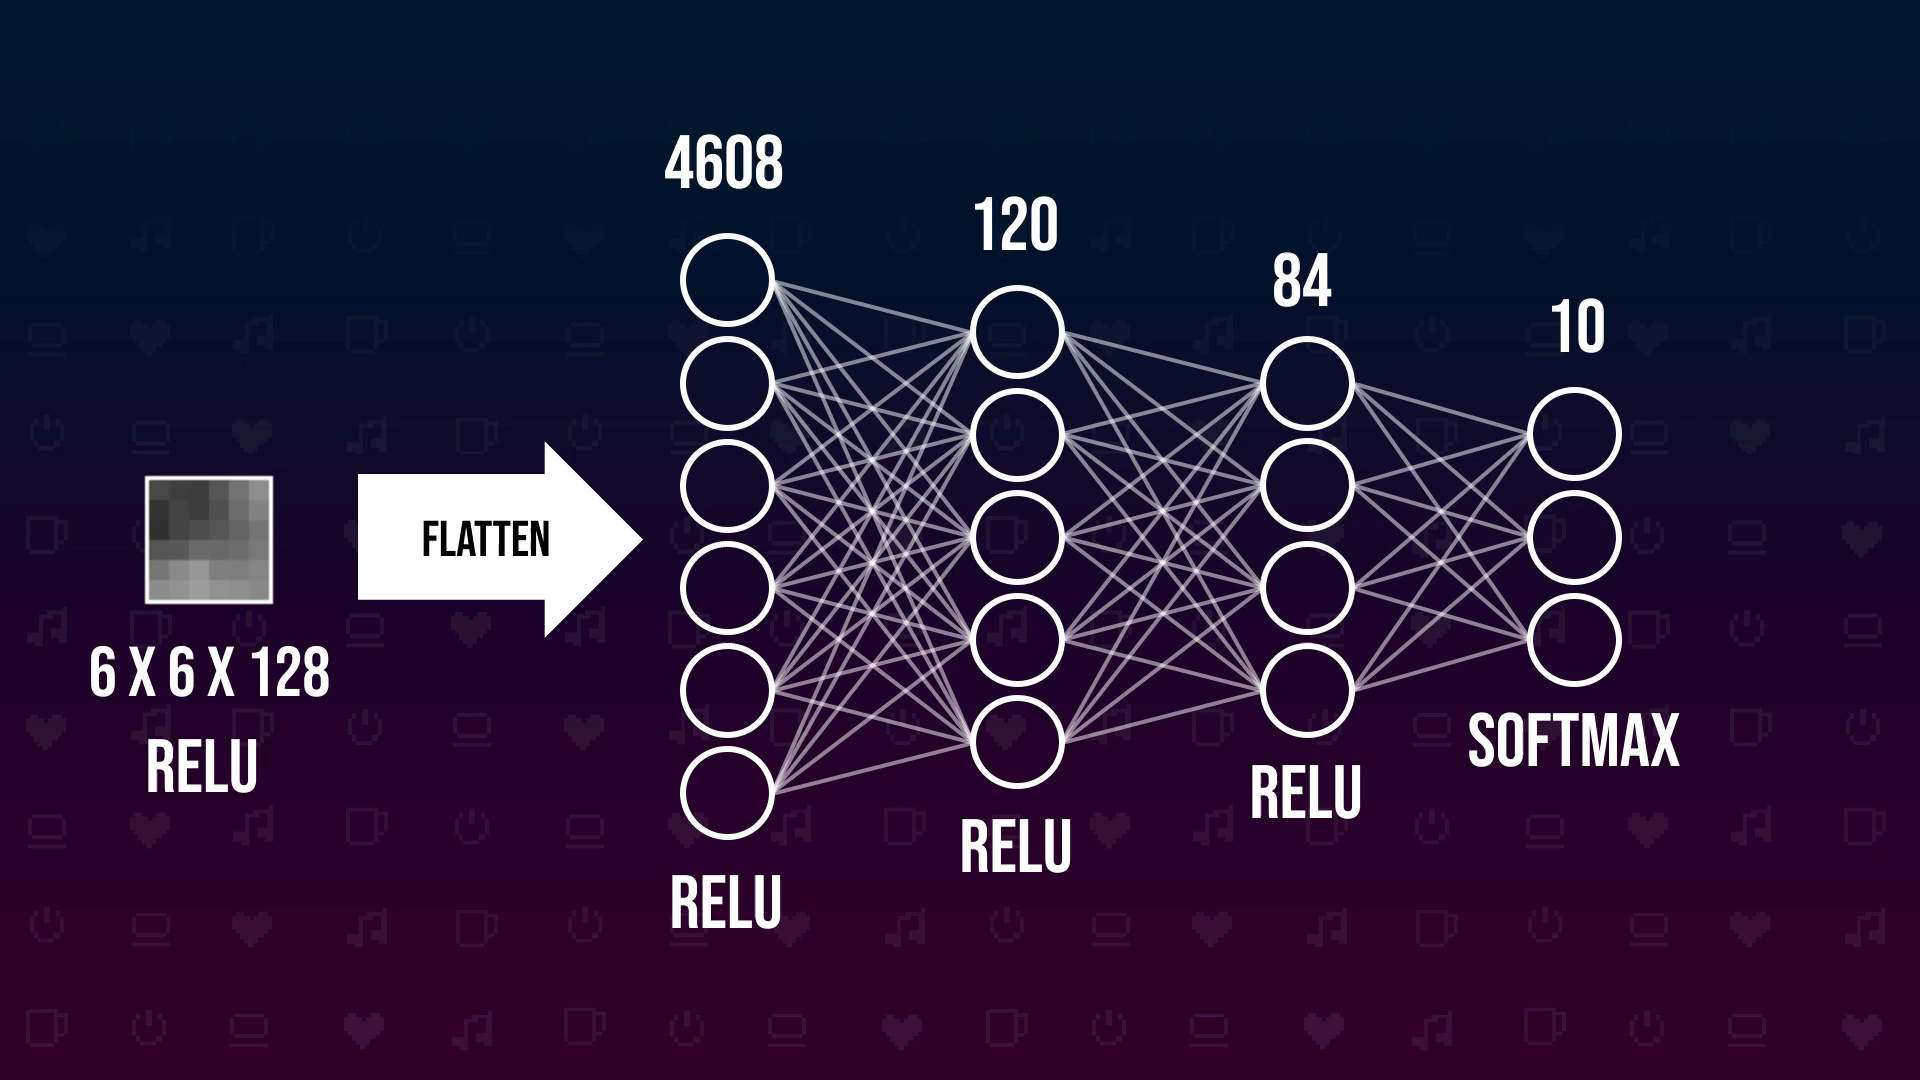 6 X 6 X 128
RELU
FLATTEN
4608
RELU
120
RELU
84
RELU
10
SOFTMAX